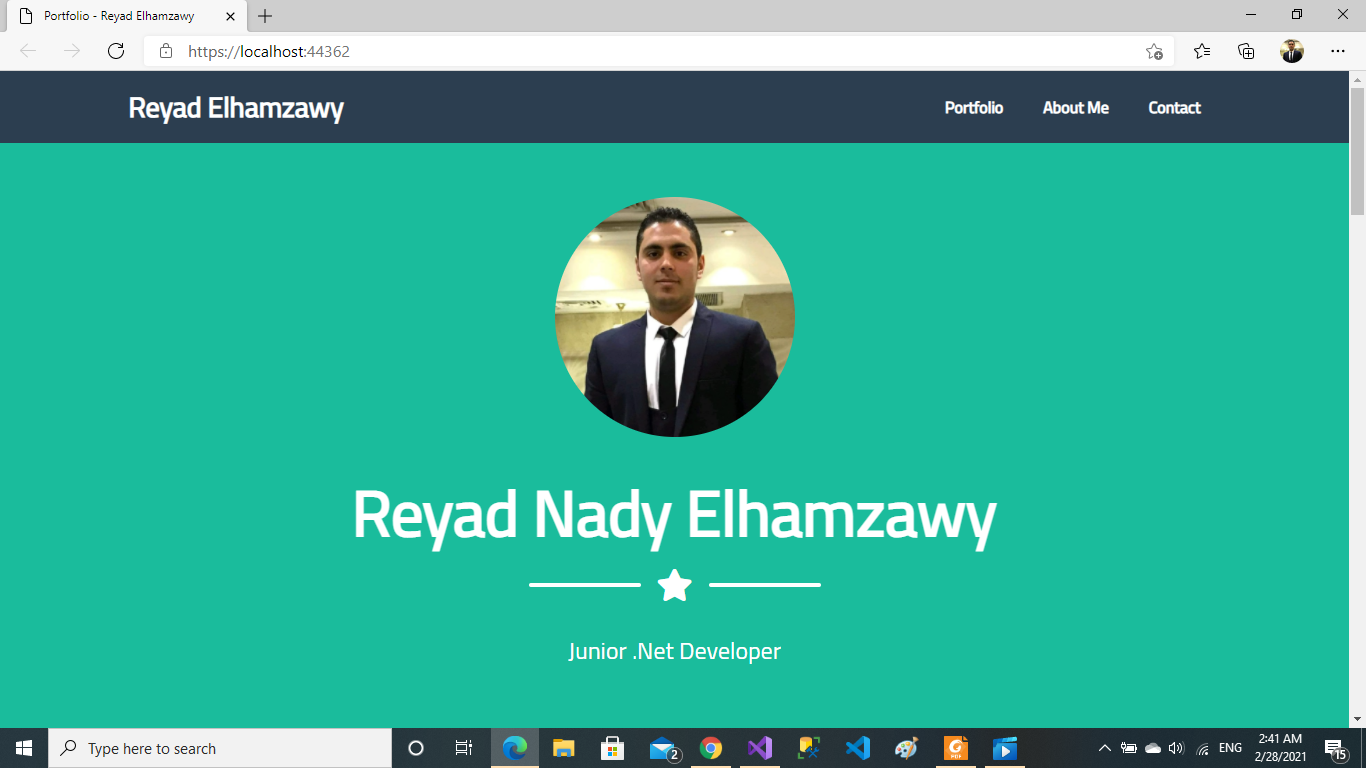 Portfolio - Reyad Elhamzawy
https://localhost:44362
Reyad Elhamzawy
Portfolio
About Me
Contact
Reyad Nady Elhamzawy
Junior .Net Developer
Type here to search
2
PDF
ENG
2:41 AM
2/28/2021
15